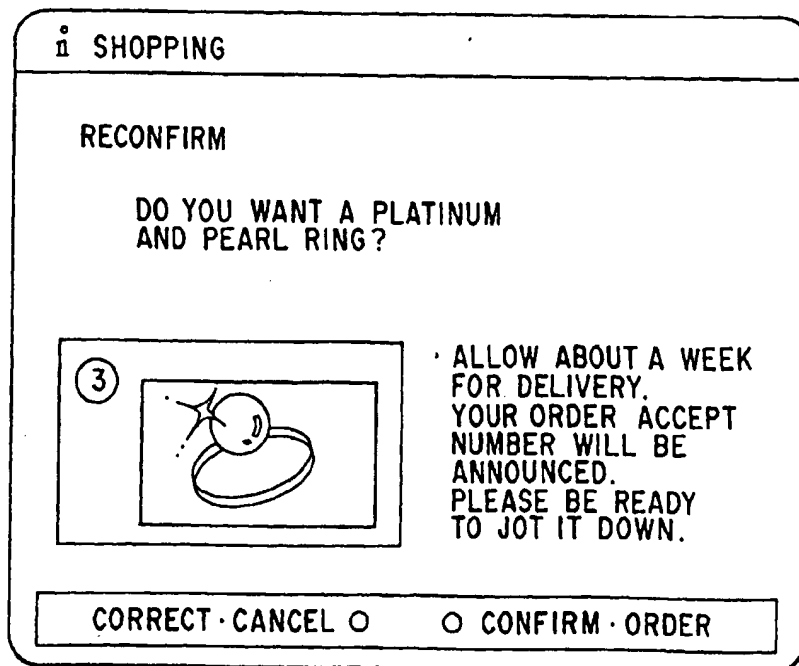 i SHOPPING
RECONFIRM
DO YOU WANT A PLATINUM
AND PEARL RING?
3
ALLOW ABOUT A WEEK
FOR DELIVERY.
YOUR ORDER ACCEPT
NUMBER WILL BE
ANNOUNCED.
PLEASE BE READY
TO JOT IT DOWN.
CORRECT · CANCEL O O CONFIRM · ORDER